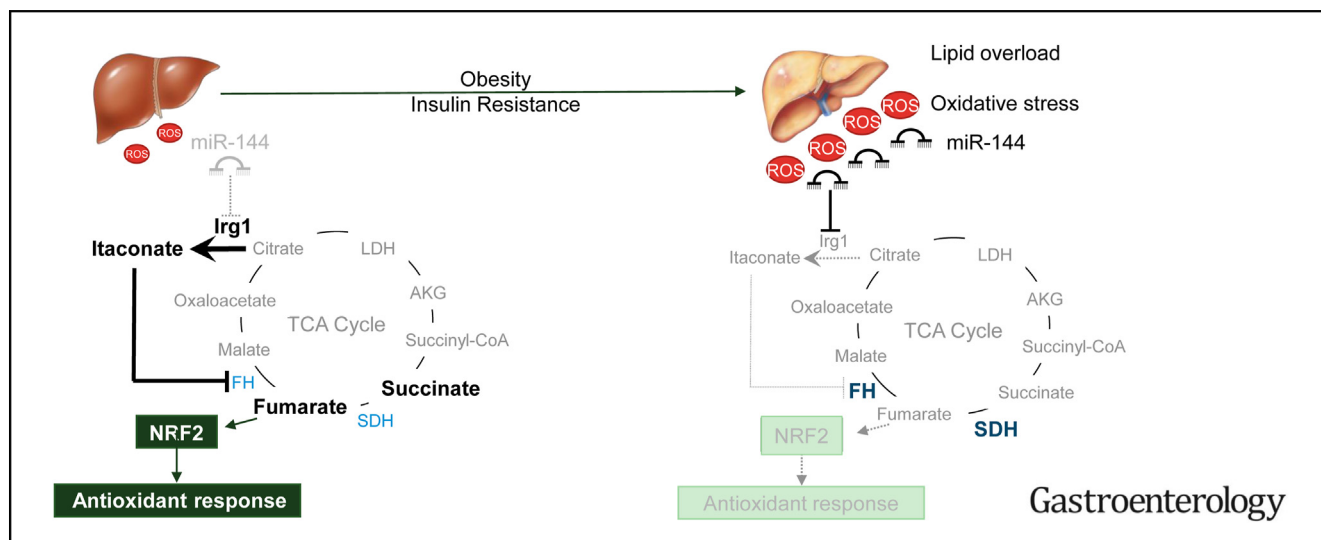 Obesity
Insulin Resistance
Lipid overload
Oxidative stress
miR-144
ROS
ROS
ROS
ROS
ROS
ROS
miR-144
Irg1
Itaconate
Citrate
LDH
Oxaloacetate
AKG
TCA Cycle
Malate
Succinyl-CoA
FH
Succinate
Fumarate
SDH
NRF2
Antioxidant response
Irg1
Itaconate
Citrate
LDH
Oxaloacetate
AKG
TCA Cycle
Malate
Succinyl-CoA
FH
Succinate
Fumarate
SDH
NRF2
Antioxidant response
Gastroenterology